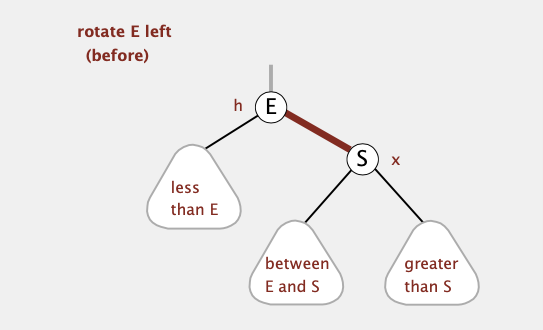 rotate E left
(before)
h
E
S
x
less
than E
between
E and S
greater
than S